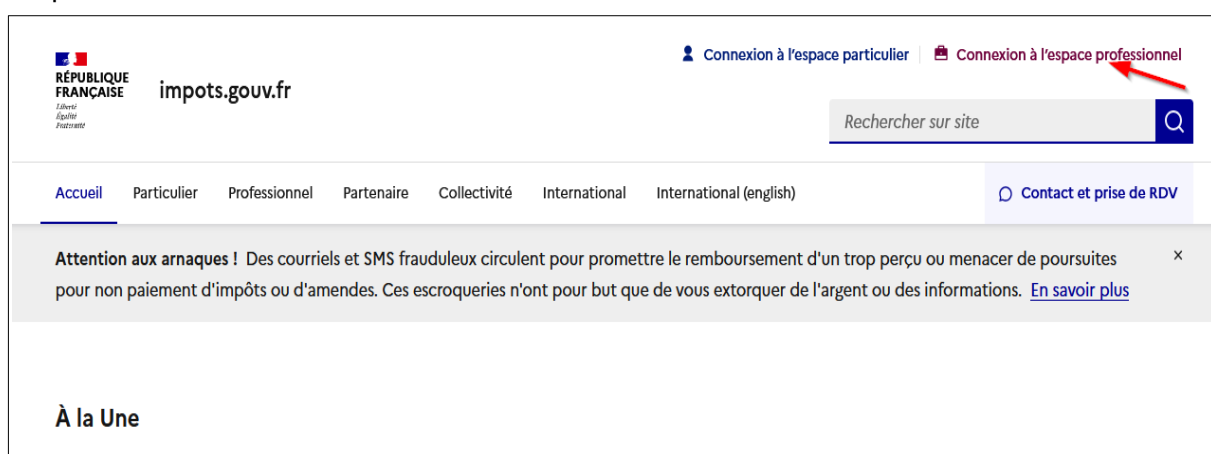 Connexion à l'espace particulier
Connexion à l'espace professionnel
RÉPUBLIQUE
FRANÇAISE
Liberté
Égalité
Fraternité
impots.gouv.fr
Rechercher sur site
Accueil Particulier Professionnel Partenaire Collectivité International International (english) Contact et prise de RDV
Attention aux arnaques ! Des courriels et SMS frauduleux circulent pour promettre le remboursement d'un trop perçu ou menacer de poursuites ×
pour non paiement d'impôts ou d'amendes. Ces escroqueries n'ont pour but que de vous extorquer de l'argent ou des informations. En savoir plus
À la Une